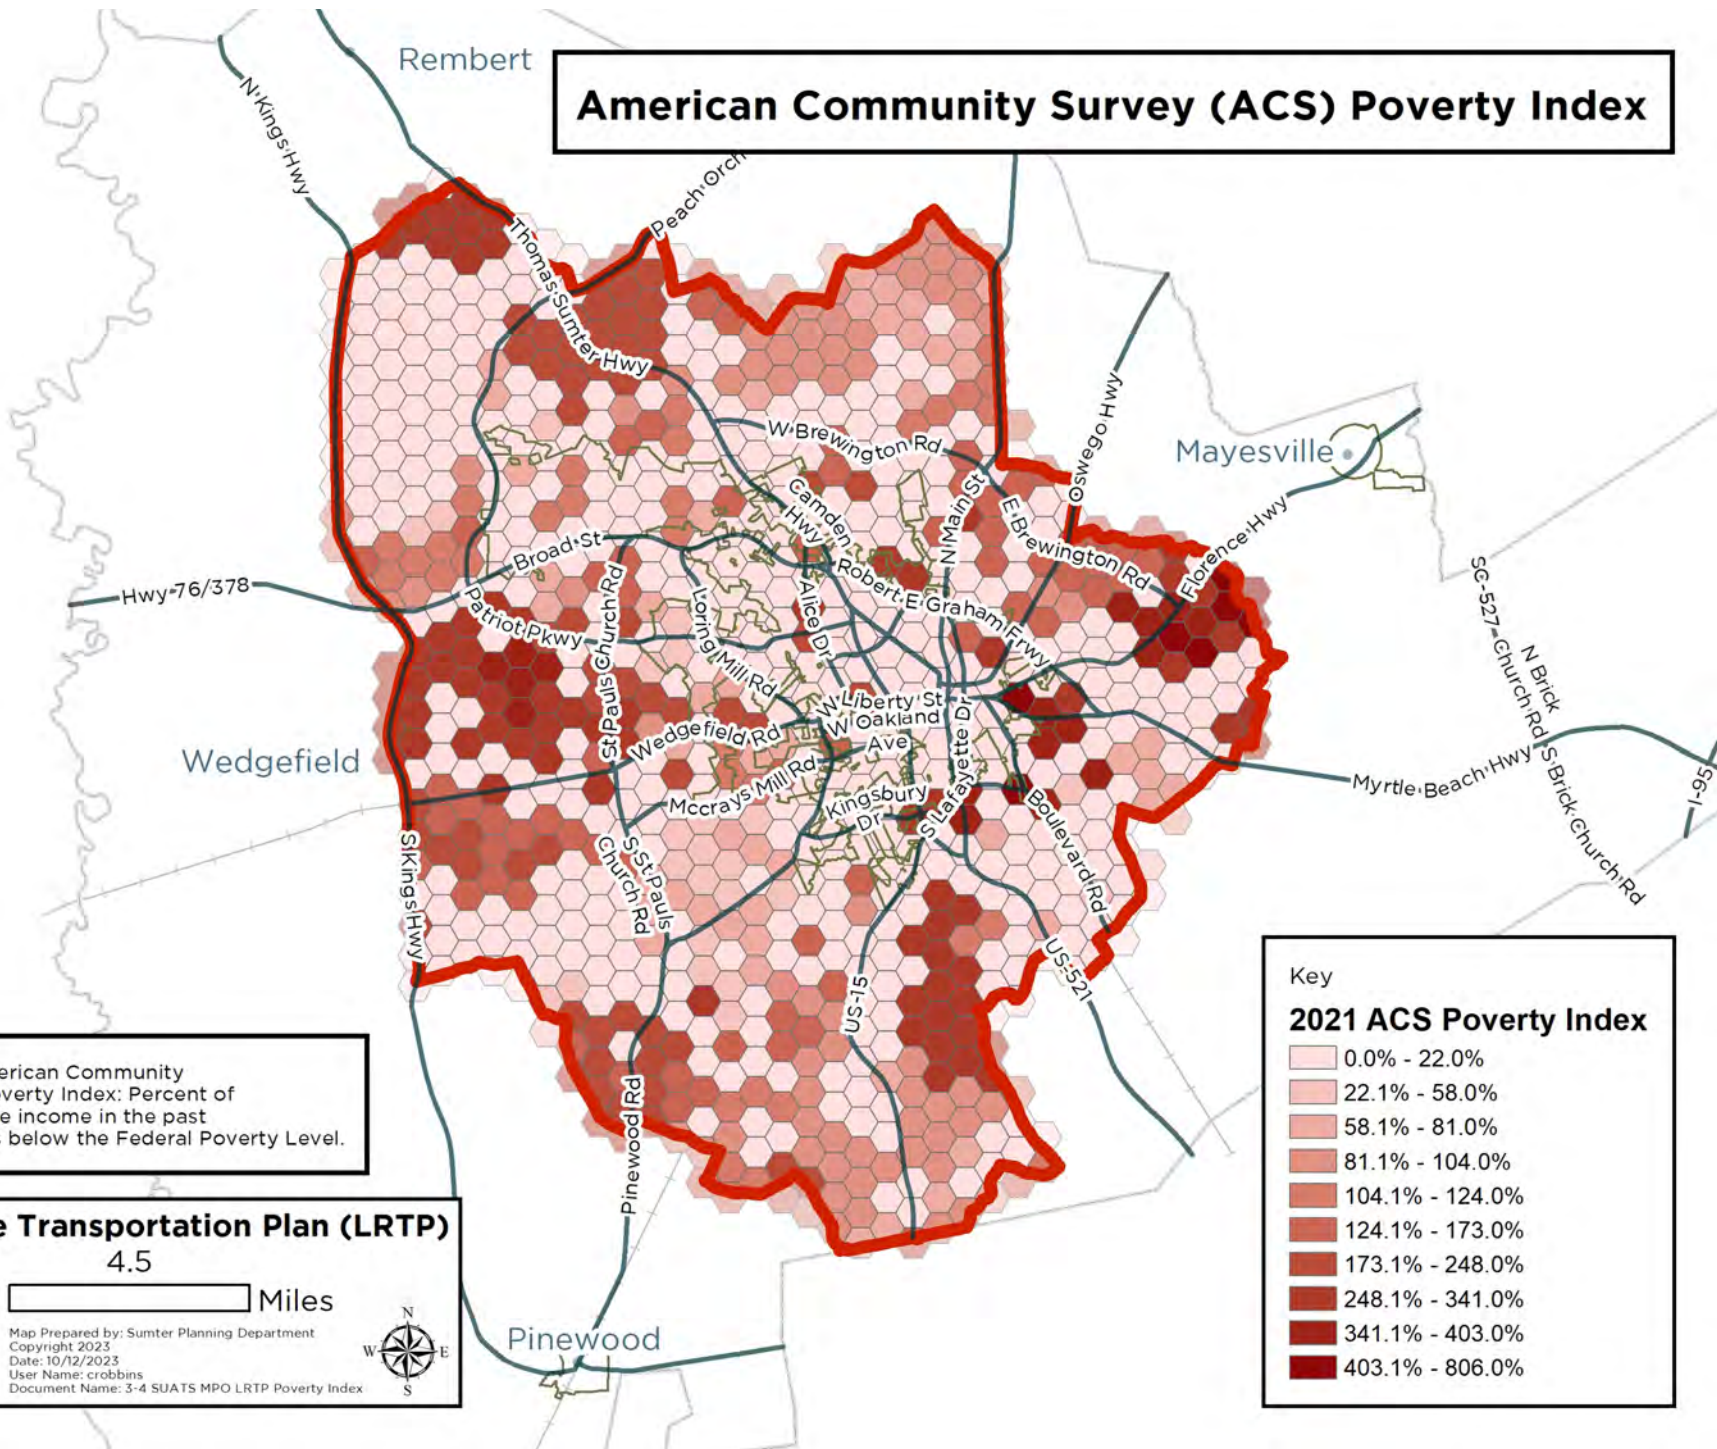 Rembert
American Community Survey (ACS) Poverty Index
N Kings Hwy
Peach Orch
Thomas Sumter Hwy
W Brewington Rd
Oswego Hwy
Mayesville
Camden
Hwy
N Main St
E Brewington Rd
Florence Hwy
Broad St
Hwy 76/378
Patriot Pkwy
St Pauls Church Rd
Loring Mill Rd
Alice Dr
Robert E Graham Frwy
SC-527 Church Rd
N Brick
S Brick Church Rd
W Liberty St
W Oakland
Ave
Wedgefield
Wedgefield Rd
Mccrays Mill Rd
Kingsbury
Dr
S Lafayette Dr
Boulevard Rd
Myrtle Beach Hwy
I-95
S Kings Hwy
S St Pauls
Church Rd
US-15
US-521
Pinewood Rd
Key
2021 ACS Poverty Index
0.0% - 22.0%
22.1% - 58.0%
58.1% - 81.0%
81.1% - 104.0%
104.1% - 124.0%
124.1% - 173.0%
173.1% - 248.0%
248.1% - 341.0%
341.1% - 403.0%
403.1% - 806.0%
erican Community
overty Index: Percent of
e income in the past
s below the Federal Poverty Level.
e Transportation Plan (LRTP)
4.5
Miles
Map Prepared by: Sumter Planning Department
Copyright 2023
Date: 10/12/2023
User Name: crobbins
Document Name: 3-4 SUATS MPO LRTP Poverty Index
N
W E
S
Pinewood